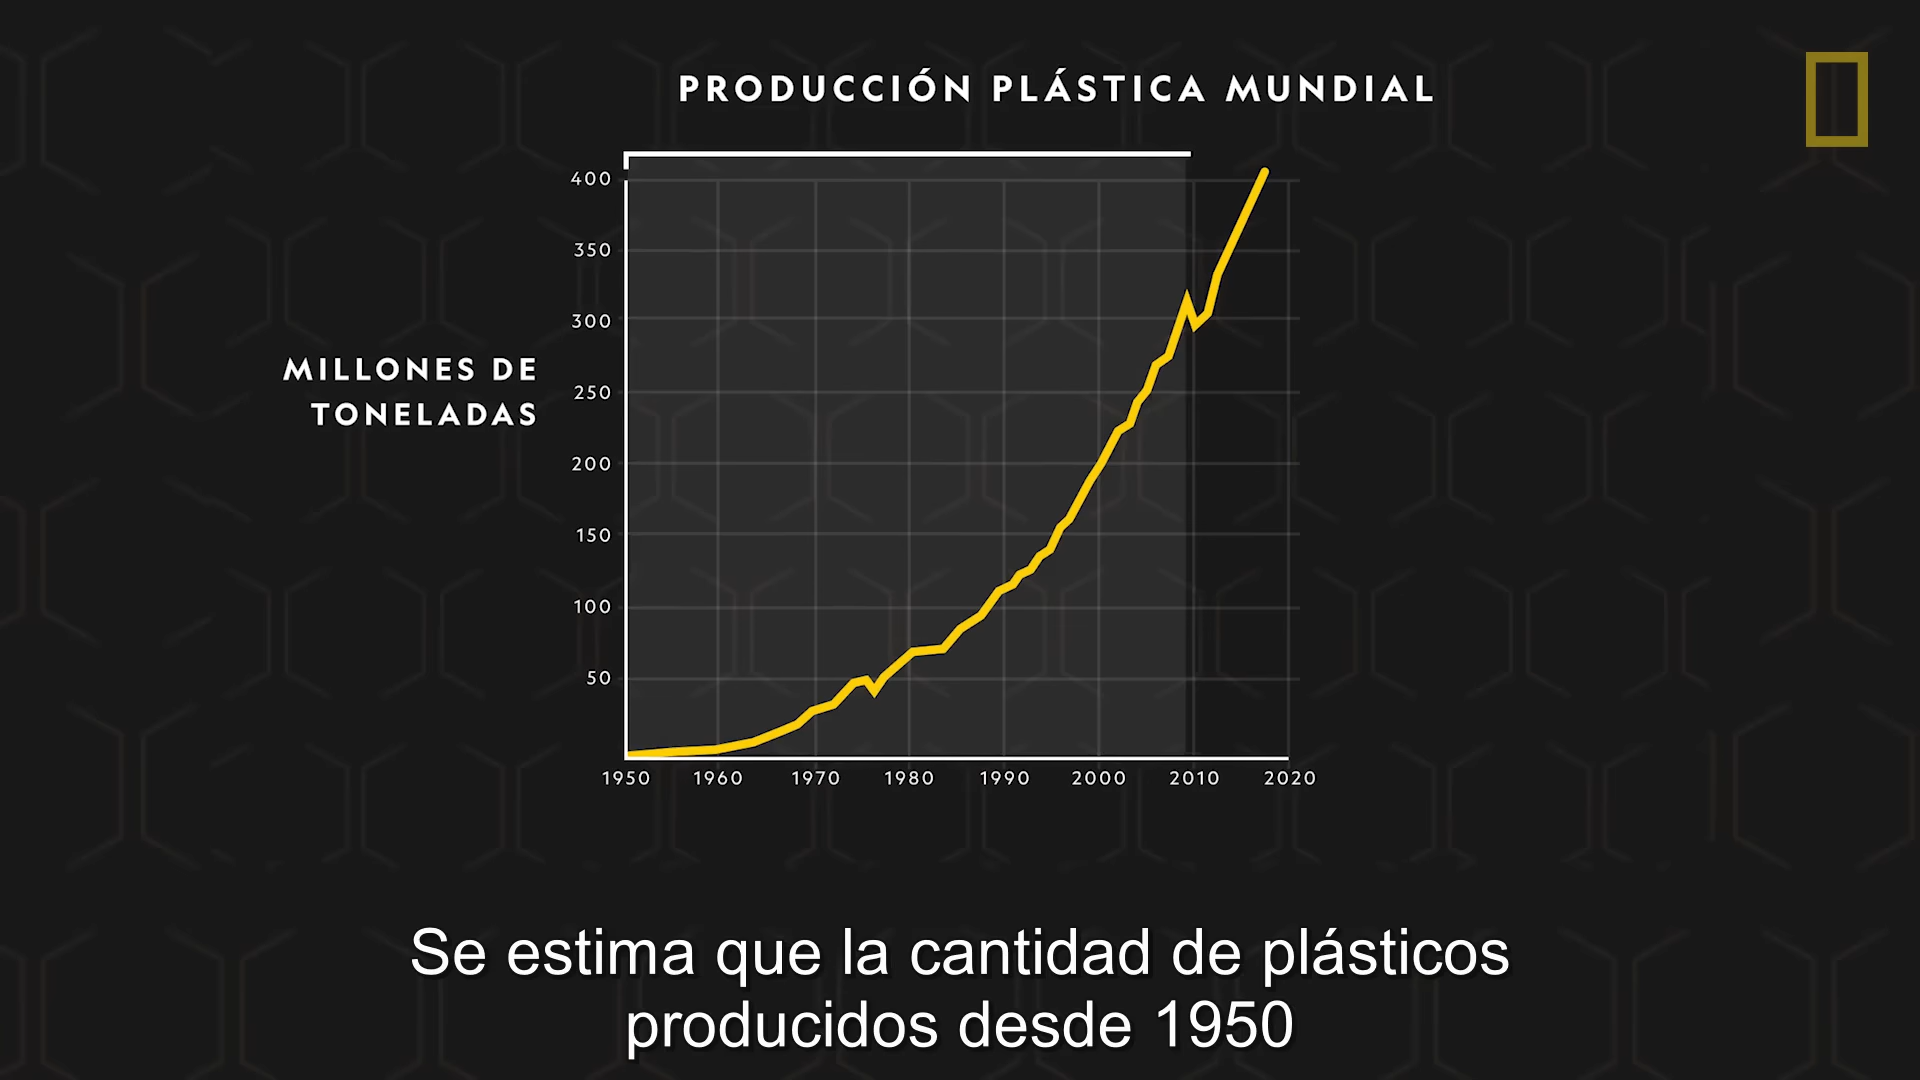 PRODUCCIÓN PLÁSTICA MUNDIAL
400
350
300
MILLONES DE
TONELADAS
250
200
150
100
50
1950 1960 1970 1980 1990 2000 2010 2020
Se estima que la cantidad de plásticos
producidos desde 1950